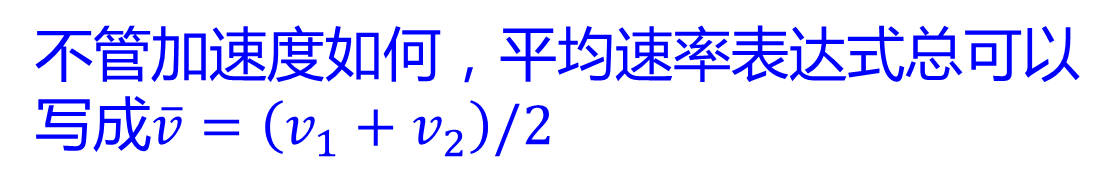 不管加速度如何，平均速率表达式总可以
写成v̄ = (v₁ + v₂)/2